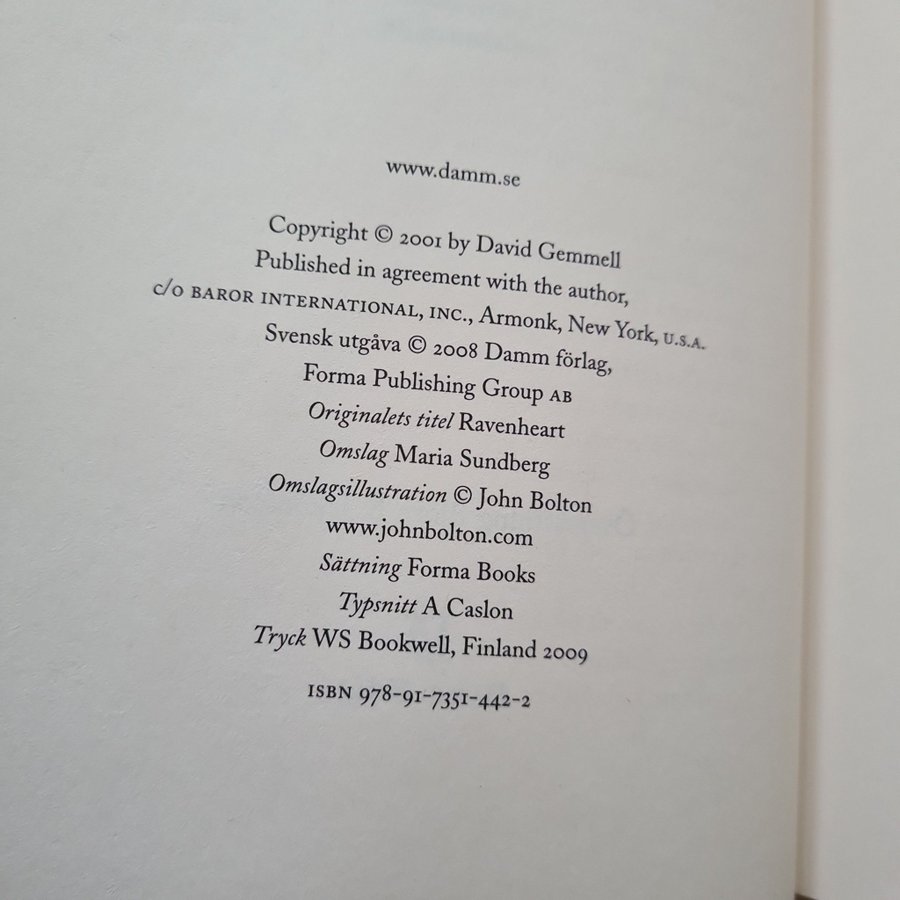 www.damm.se
Copyright © 2001 by David Gemmell
Published in agreement with the author,
c/o BAROR INTERNATIONAL, INC., Armonk, New York, U.S.A.
Svensk utgåva © 2008 Damm förlag,
Forma Publishing Group AB
Originalets titel Ravenheart
Omslag Maria Sundberg
Omslagsillustration © John Bolton
www.johnbolton.com
Sättning Forma Books
Typsnitt A Caslon
Tryck WS Bookwell, Finland 2009
ISBN 978-91-7351-442-2